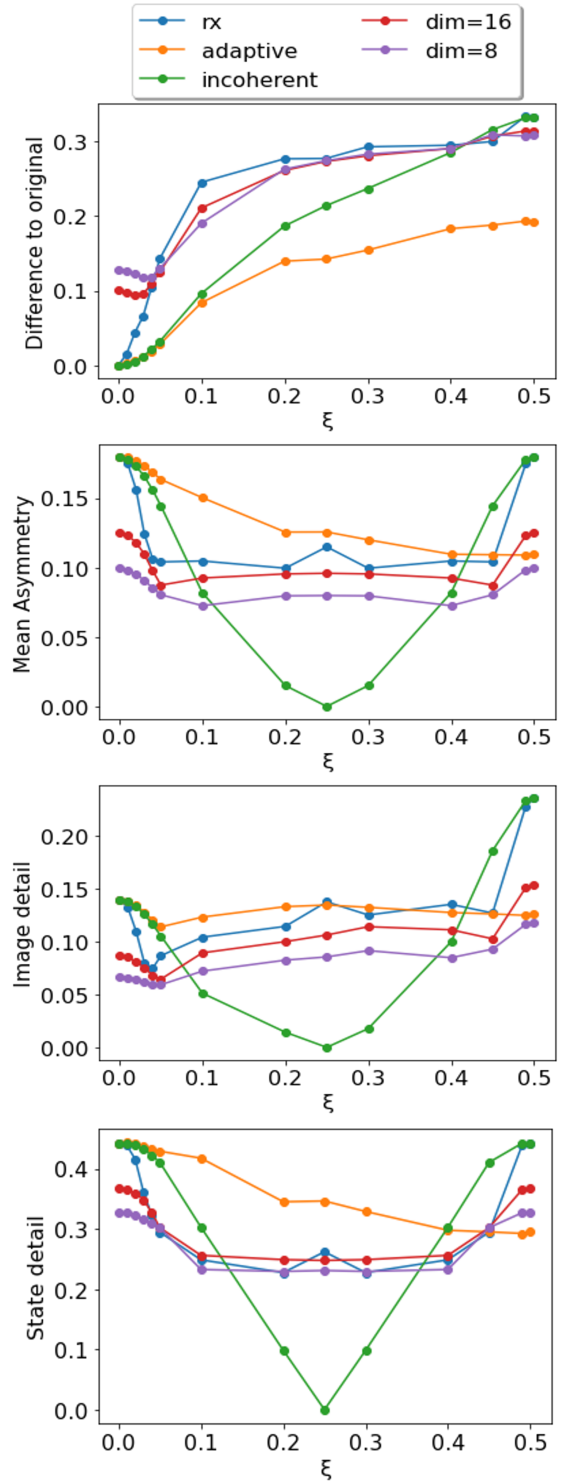 rx
adaptive
incoherent
dim=16
dim=8
Difference to original
0.3
0.2
0.1
0.0
0.0 0.1 0.2 0.3 0.4 0.5
ξ
Mean Asymmetry
0.15
0.10
0.05
0.00
0.0 0.1 0.2 0.3 0.4 0.5
ξ
Image detail
0.20
0.15
0.10
0.05
0.00
0.0 0.1 0.2 0.3 0.4 0.5
ξ
State detail
0.4
0.3
0.2
0.1
0.0
0.0 0.1 0.2 0.3 0.4 0.5
ξ